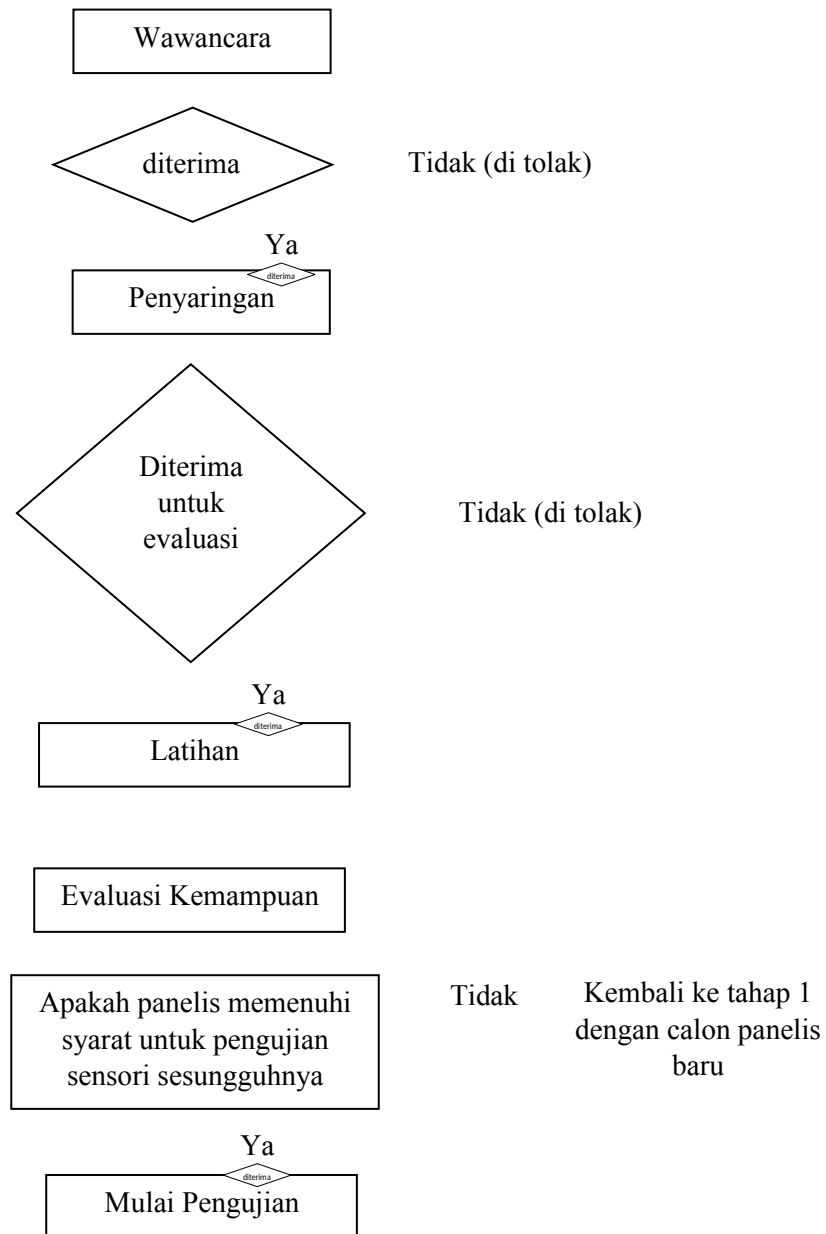 Wawancara
diterima
Tidak (di tolak)
Ya
diterima
Penyaringan
Diterima
untuk
evaluasi
Tidak (di tolak)
Ya
diterima
Latihan
Evaluasi Kemampuan
Apakah panelis memenuhi
syarat untuk pengujian
sensori sesungguhnya
Tidak
Kembali ke tahap 1
dengan calon panelis
baru
Ya
diterima
Mulai Pengujian